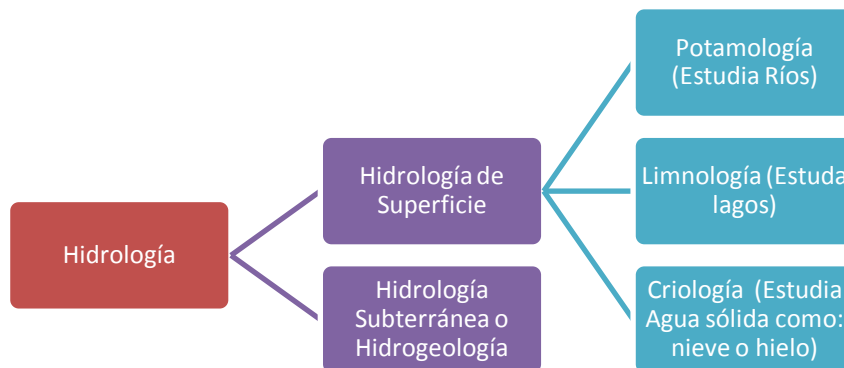 Hidrología
Hidrología de
Superficie
Hidrología
Subterránea o
Hidrogeología
Potamología
(Estudia Ríos)
Limnología (Estuda
lagos)
Criología (Estudia
Agua sólida como:
nieve o hielo)